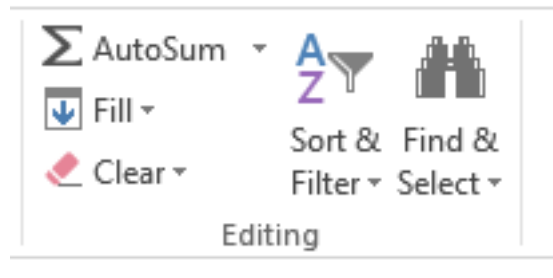 Σ AutoSum
Fill
Clear
A
Z
Sort &
Filter
Find &
Select
Editing